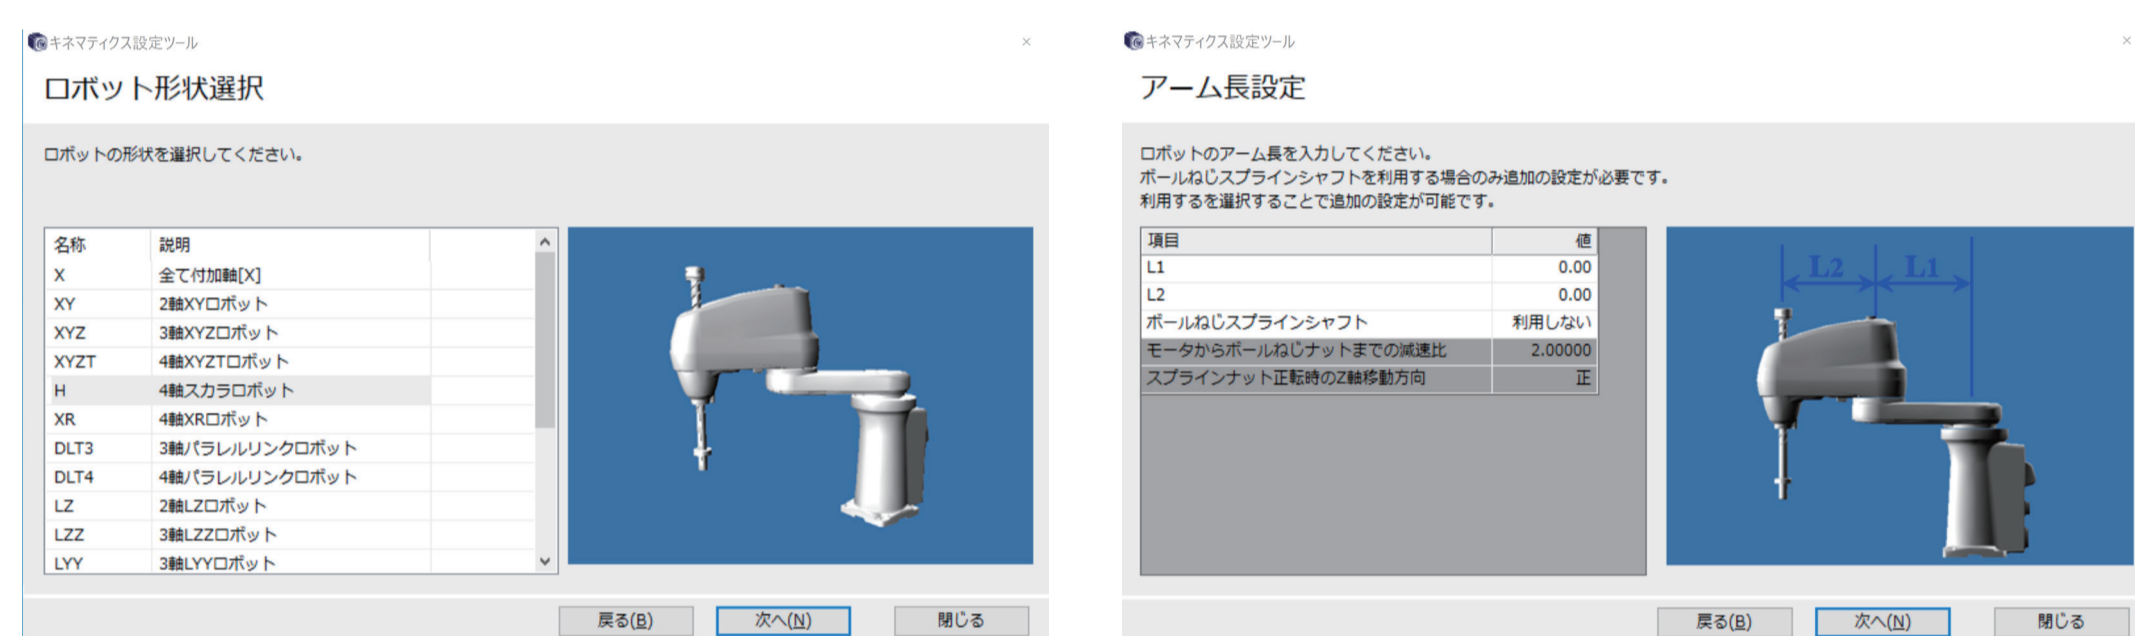 キネマティクス設定ツール
×
ロボット形状選択
ロボットの形状を選択してください。
名称 説明
X 全て付加軸[X]
XY 2軸XYロボット
XYZ 3軸XYZロボット
XYZT 4軸XYZTロボット
H 4軸スカラロボット
XR 4軸XRロボット
DLT3 3軸パラレルリンクロボット
DLT4 4軸パラレルリンクロボット
LZ 2軸LZロボット
LZZ 3軸LZZロボット
LYY 3軸LYYロボット
戻る(B) 次へ(N) 閉じる
キネマティクス設定ツール
×
アーム長設定
ロボットのアーム長を入力してください。
ボールねじスプラインシャフトを利用する場合のみ追加の設定が必要です。
利用するを選択することで追加の設定が可能です。
項目 値
L1 0.00
L2 0.00
ボールねじスプラインシャフト 利用しない
モータからボールねじナットまでの減速比 2.00000
スプラインナット正転時のZ軸移動方向 正
L2 L1
戻る(B) 次へ(N) 閉じる